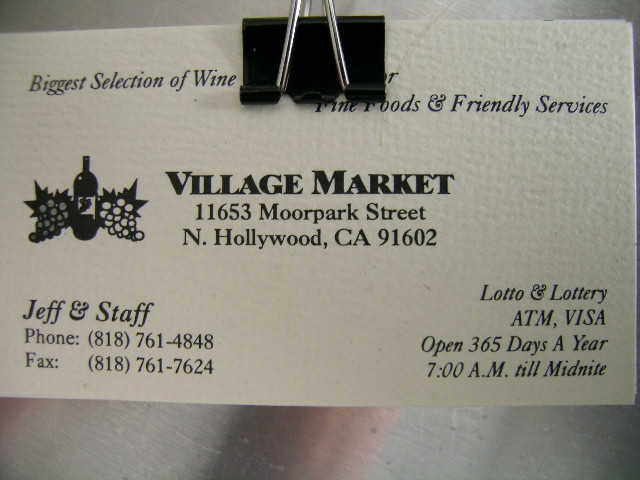 Biggest Selection of Wine
Fine Foods & Friendly Services
VILLAGE MARKET
11653 Moorpark Street
N. Hollywood, CA 91602
Jeff & Staff
Phone: (818) 761-4848
Fax: (818) 761-7624
Lotto & Lottery
ATM, VISA
Open 365 Days A Year
7:00 A.M. till Midnite